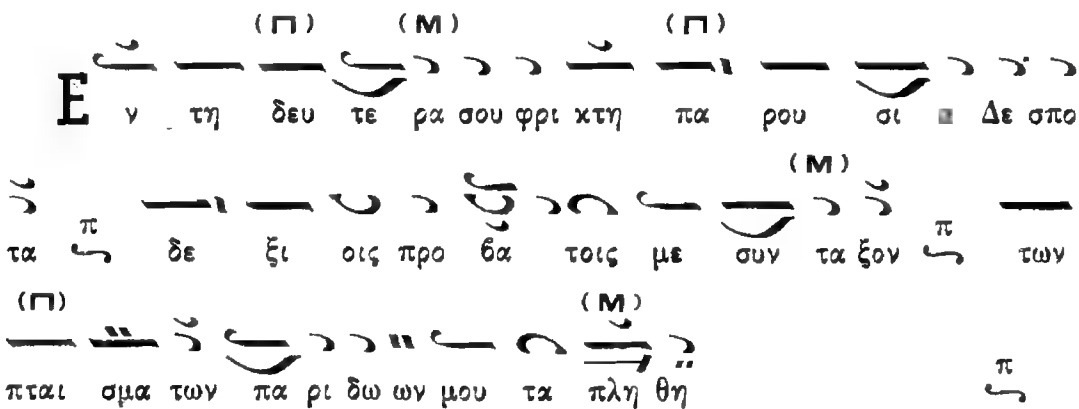 (Π) (Μ) (Π)
Ε ν τη δευ τε ρα σου φρι κτη πα ρου σι Δε σπο
(Μ)
τα π δε ξι οις προ βα τοις με συν τα ξον π των
(Π) (Μ)
πται σμα των πα ρι δω ων μου τα πλη θη π